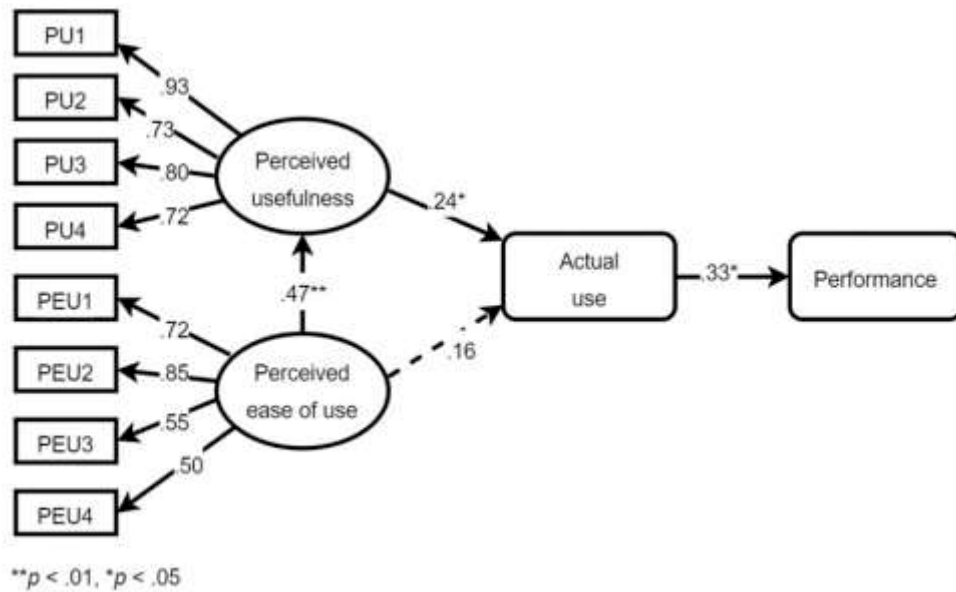 PU1
.93
PU2
.73
PU3
.80
PU4
.72
Perceived
usefulness
.24*
Actual
use
.33*
Performance
.47**
PEU1
.72
PEU2
.85
PEU3
.55
PEU4
.50
Perceived
ease of use
.16
**p < .01, *p < .05